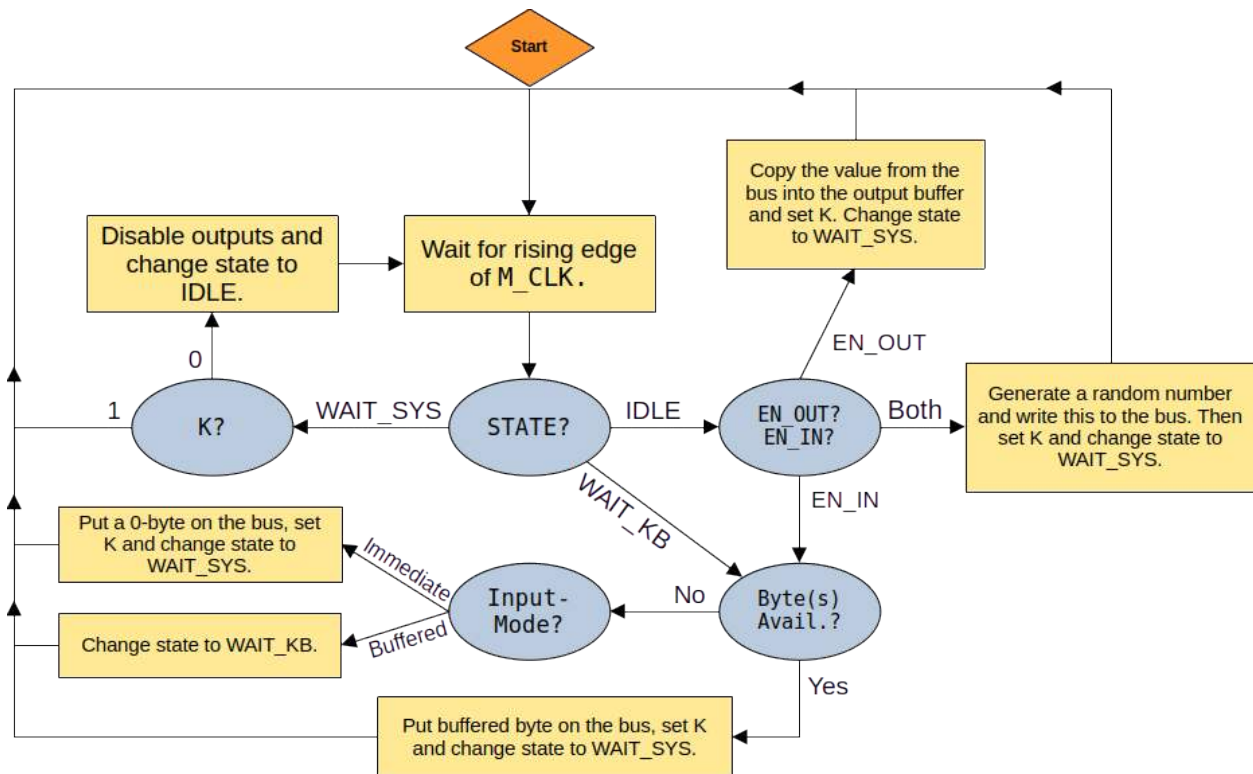 Start
Copy the value from the
bus into the output buffer
and set K. Change state
to WAIT_SYS.
Disable outputs and
change state to
IDLE.
Wait for rising edge
of M_CLK.
0
EN_OUT
1
K?
WAIT_SYS
STATE?
IDLE
EN_OUT?
EN_IN?
Both
Generate a random number
and write this to the bus. Then
set K and change state to
WAIT_SYS.
WAIT_KB
EN_IN
Put a 0-byte on the bus, set
K and change state to
WAIT_SYS.
Immediate
Input-
Mode?
No
Byte(s)
Avail.?
Change state to WAIT_KB.
Buffered
Yes
Put buffered byte on the bus, set K
and change state to WAIT_SYS.